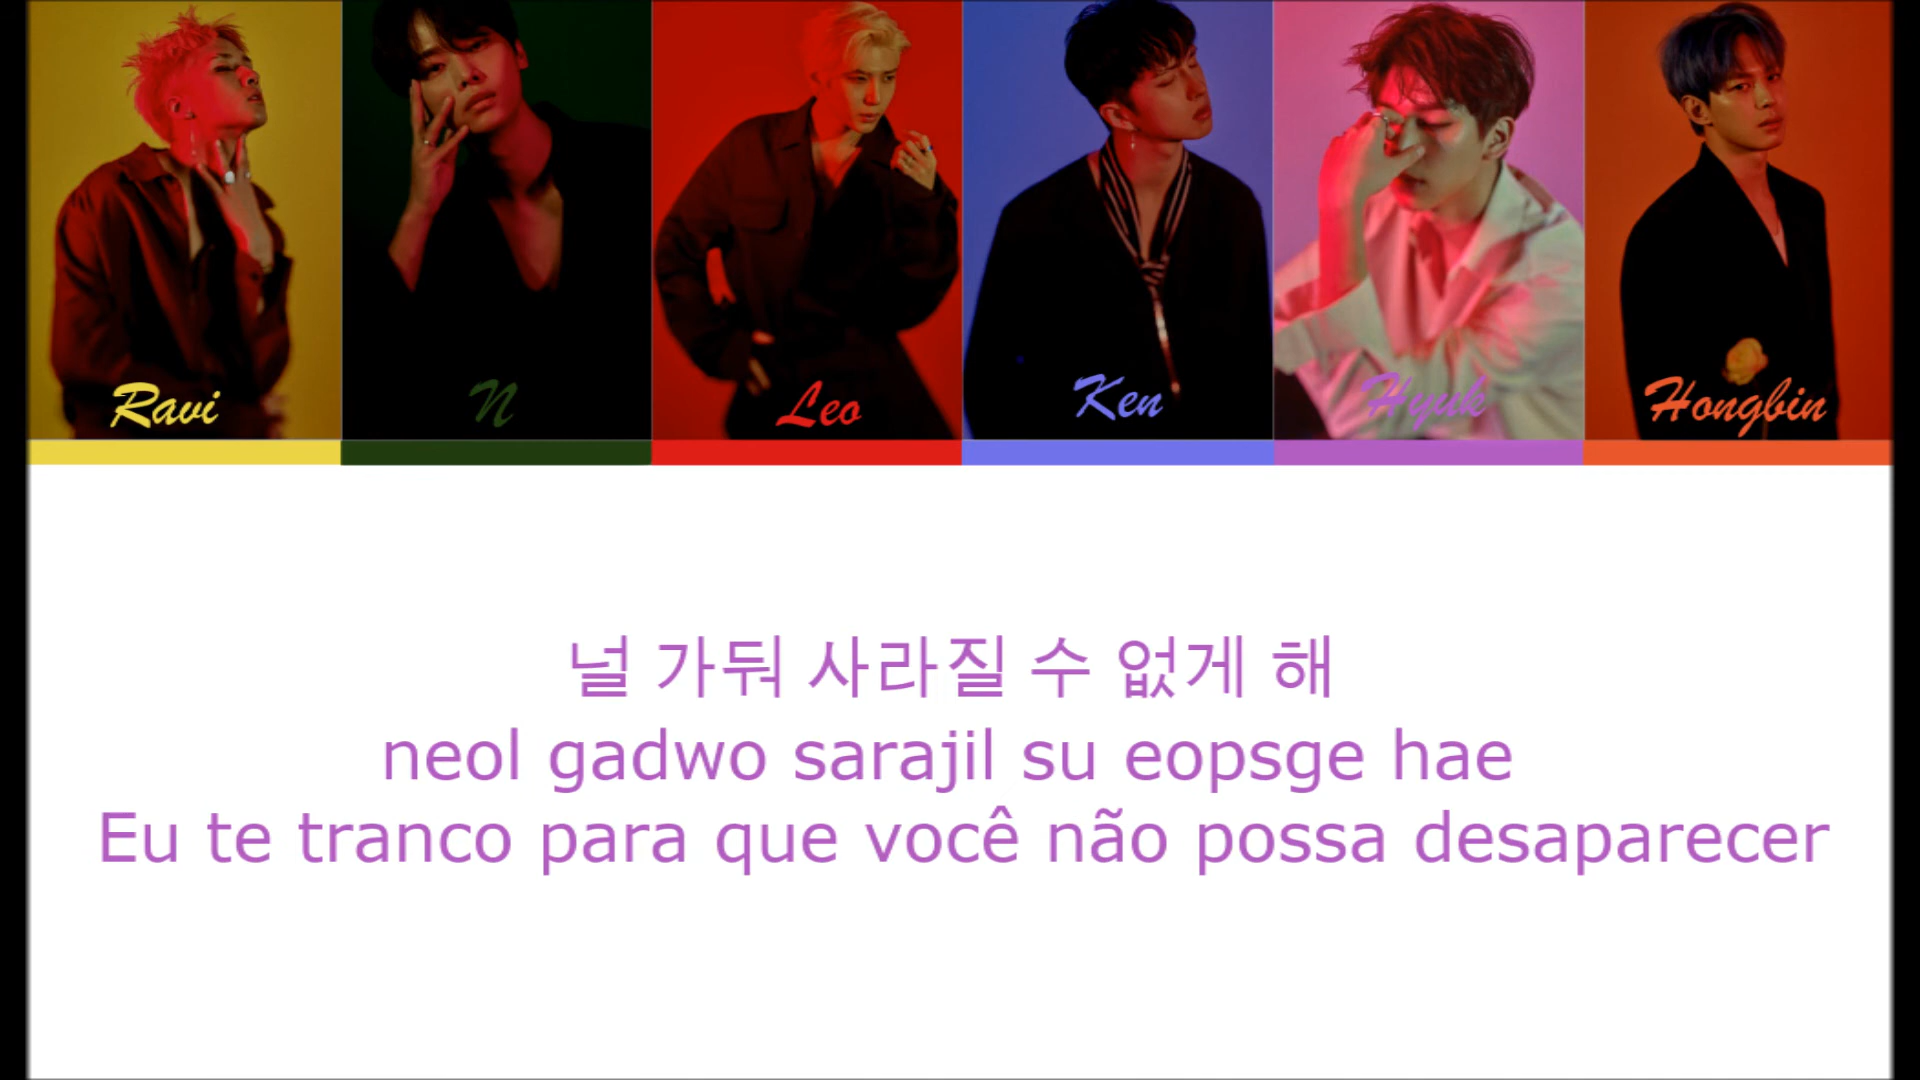 Ravi N Leo Ken Hyuk Hongbin
널 가둬 사라질 수 없게 해
neol gadwo sarajil su eopsge hae
Eu te tranco para que você não possa desaparecer